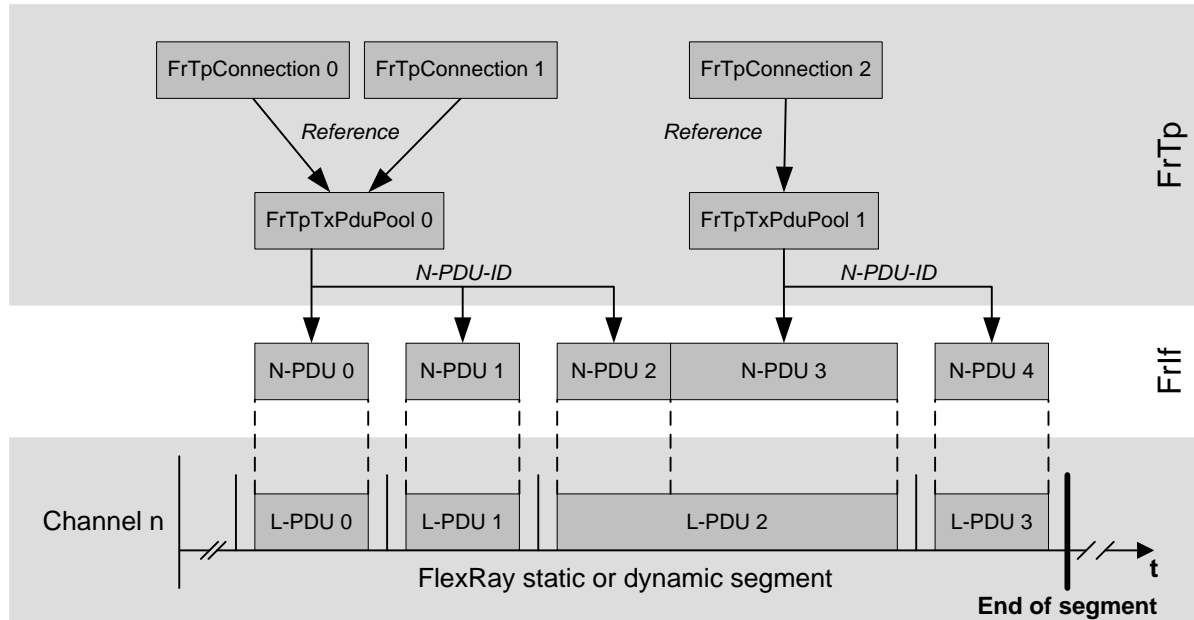 FrTpConnection 0
FrTpConnection 1
FrTpConnection 2
Reference
Reference
FrTp
FrTpTxPduPool 0
FrTpTxPduPool 1
N-PDU-ID
N-PDU-ID
N-PDU 0
N-PDU 1
N-PDU 2
N-PDU 3
N-PDU 4
FrIf
Channel n
L-PDU 0
L-PDU 1
L-PDU 2
L-PDU 3
FlexRay static or dynamic segment
t
End of segment